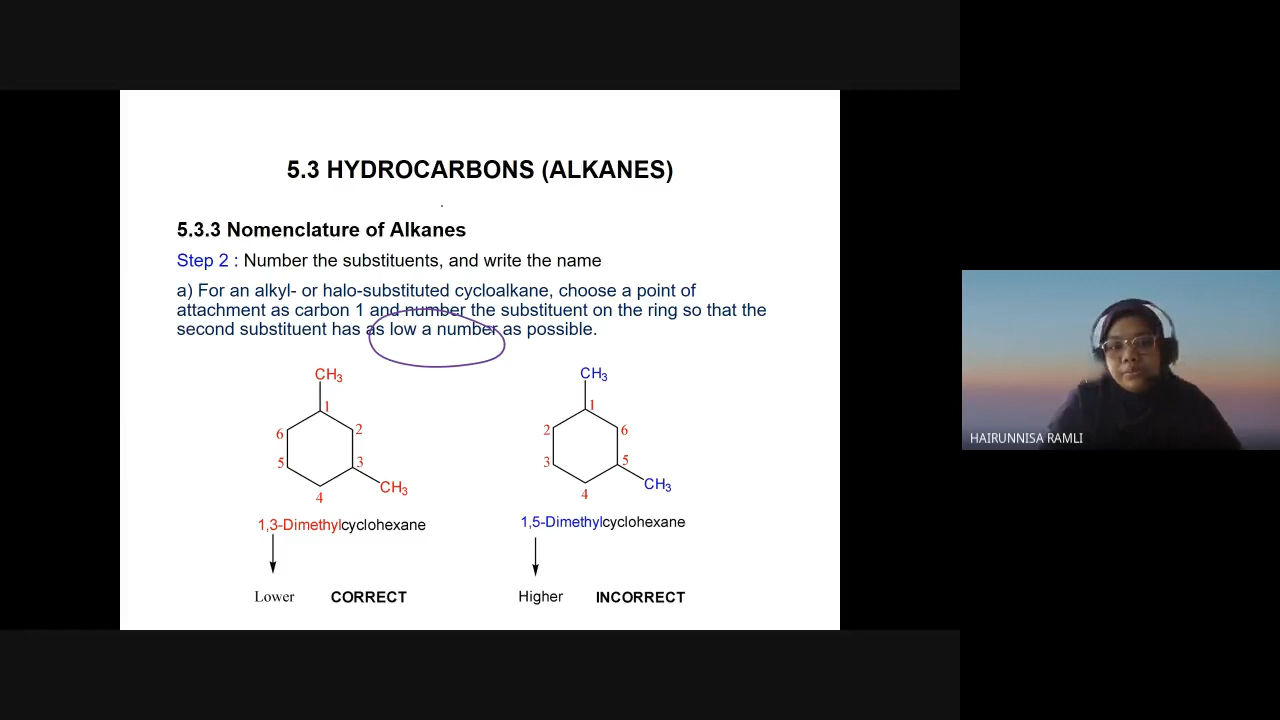 5.3 HYDROCARBONS (ALKANES)
5.3.3 Nomenclature of Alkanes
Step 2 : Number the substituents, and write the name
a) For an alkyl- or halo-substituted cycloalkane, choose a point of
attachment as carbon 1 and number the substituent on the ring so that the
second substituent has as low a number as possible.
CH3
1
6
2
5
3
4
CH3
1,3-Dimethylcyclohexane
Lower
CORRECT
CH3
1
2
6
3
5
4
CH3
1,5-Dimethylcyclohexane
Higher
INCORRECT
HAIRUNNISA RAMLI